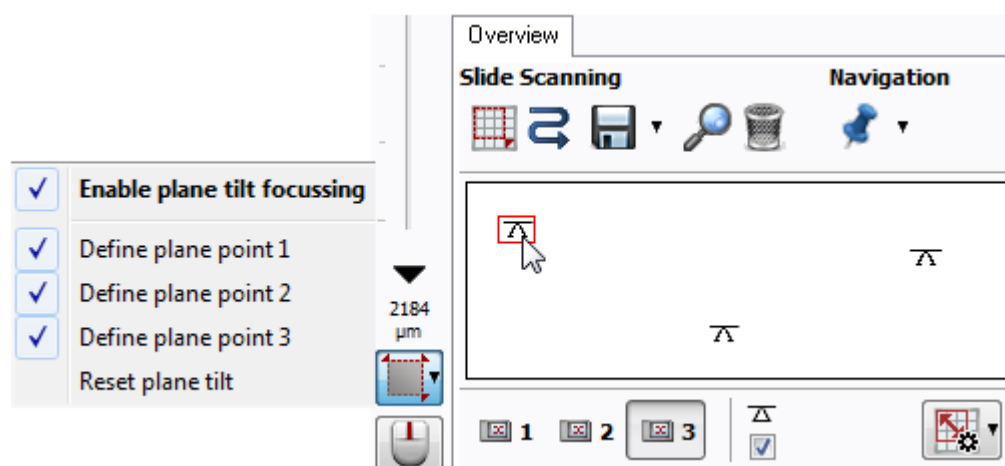 Overview
Slide Scanning
Navigation
Enable plane tilt focussing
Define plane point 1
Define plane point 2
Define plane point 3
Reset plane tilt
2184
µm
1
2
3